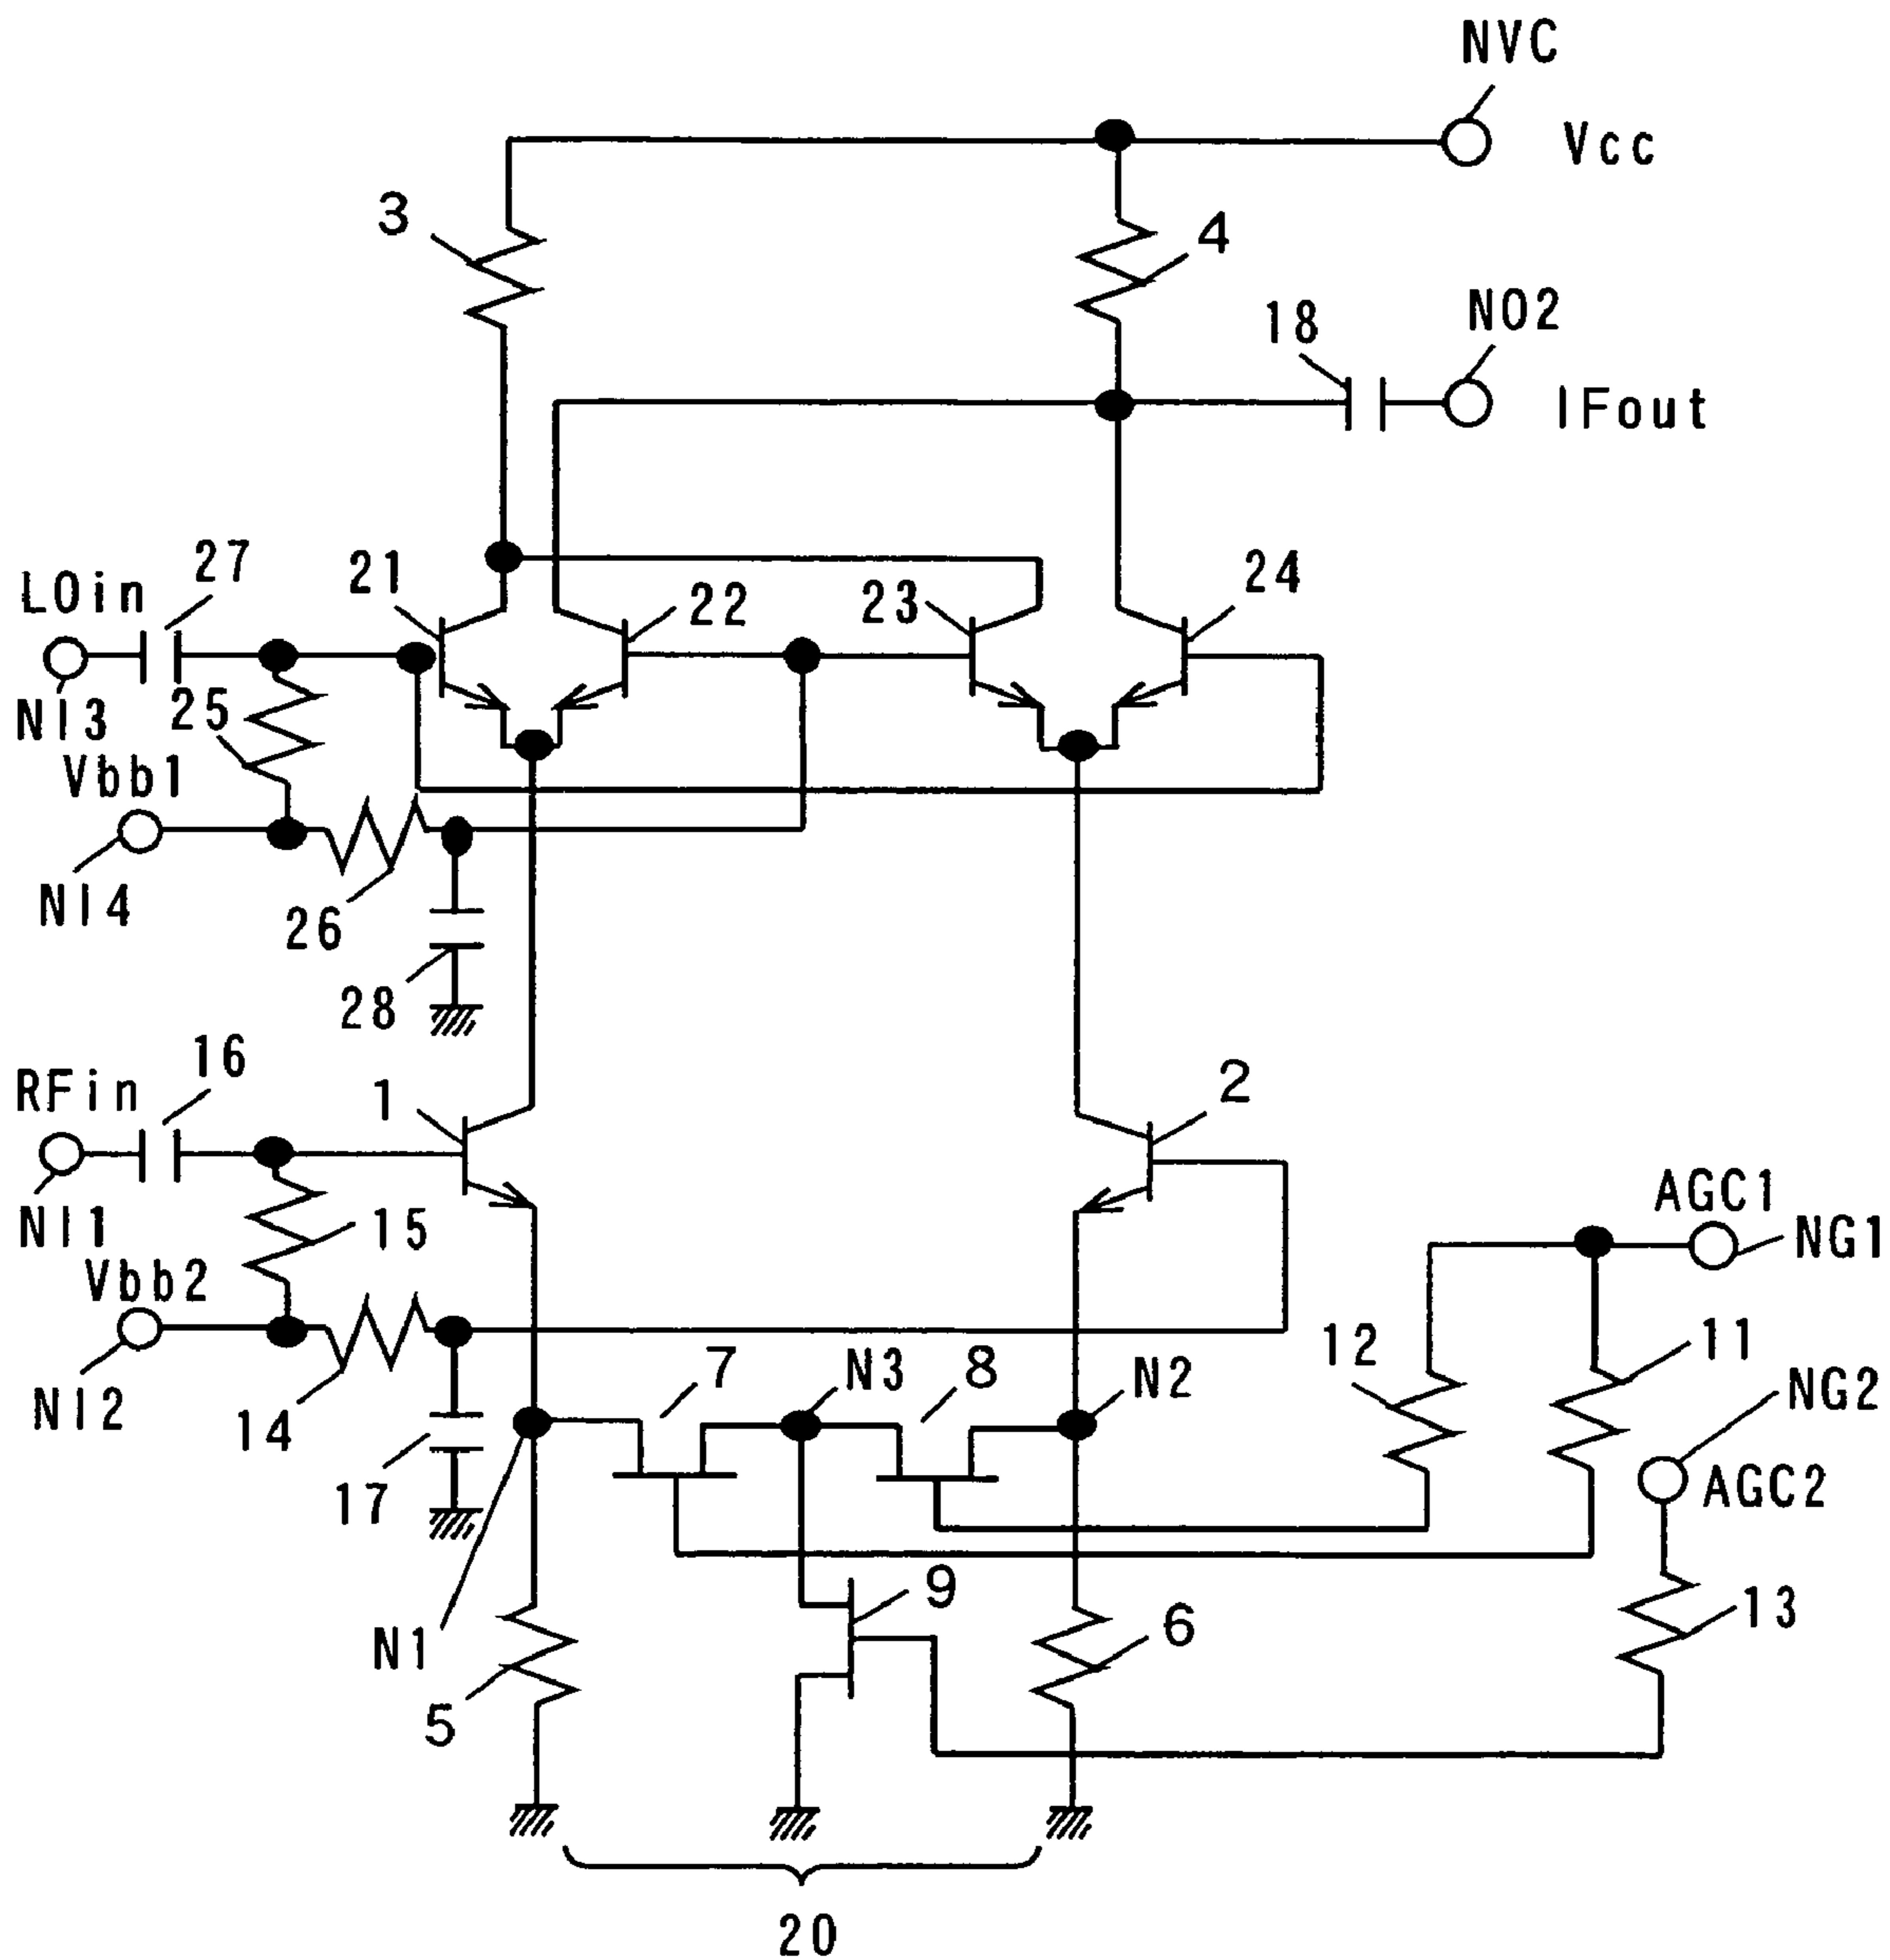 NVC
Vcc
3
4
18
NO2
IFout
27
21
22
23
24
LOin
NI3
25
Vbb1
NI4
26
28
16
RFin
1
2
NI1
15
Vbb2
AGC1
NG1
NI2
14
17
7
N3
8
N2
12
11
NG2
AGC2
9
N1
5
6
13
20